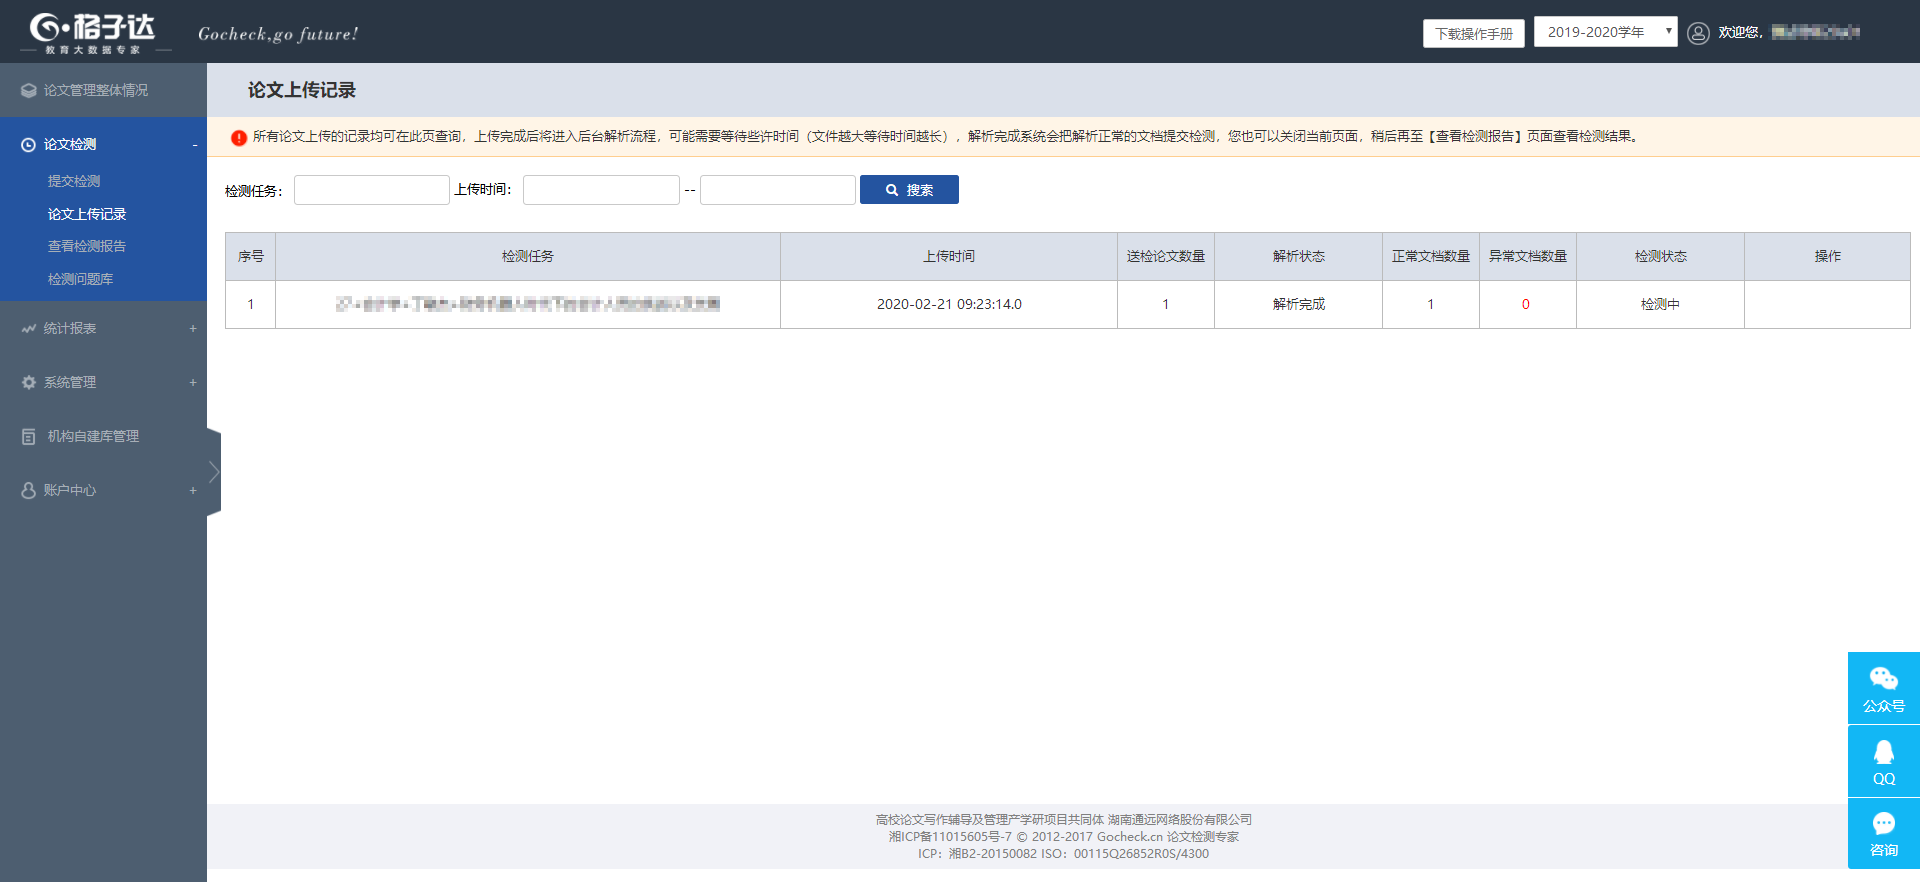 格子达
教育大数据专家
Gocheck,go future!
下载操作手册
2019-2020学年
欢迎您,
论文管理整体情况
论文检测 -
提交检测
论文上传记录
查看检测报告
检测问题库
统计报表 +
系统管理 +
机构自建库管理
账户中心 +
论文上传记录
所有论文上传的记录均可在此页查询，上传完成后将进入后台解析流程，可能需要等待些许时间（文件越大等待时间越长），解析完成系统会把解析正常的文档提交检测，您也可以关闭当前页面，稍后再至【查看检测报告】页面查看检测结果。
检测任务： 上传时间： -- 搜索
序号 检测任务 上传时间 送检论文数量 解析状态 正常文档数量 异常文档数量 检测状态 操作
1 2020-02-21 09:23:14.0 1 解析完成 1 0 检测中
公众号
QQ
咨询
高校论文写作辅导及管理产学研项目共同体 湖南通远网络股份有限公司
湘ICP备11015605号-7 © 2012-2017 Gocheck.cn 论文检测专家
ICP：湘B2-20150082 ISO：00115Q26852R0S/4300